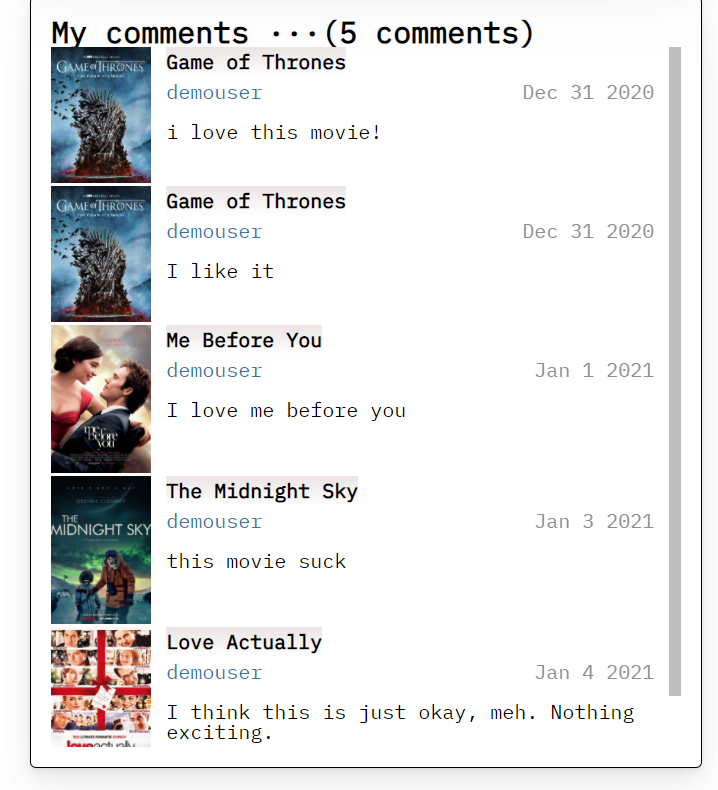 My comments ···(5 comments)
GAME OF THRONES
Game of Thrones
demouser Dec 31 2020
i love this movie!
GAME OF THRONES
Game of Thrones
demouser Dec 31 2020
I like it
me Before you
Me Before You
demouser Jan 1 2021
I love me before you
THE MIDNIGHT SKY
The Midnight Sky
demouser Jan 3 2021
this movie suck
love actually
Love Actually
demouser Jan 4 2021
I think this is just okay, meh. Nothing
exciting.